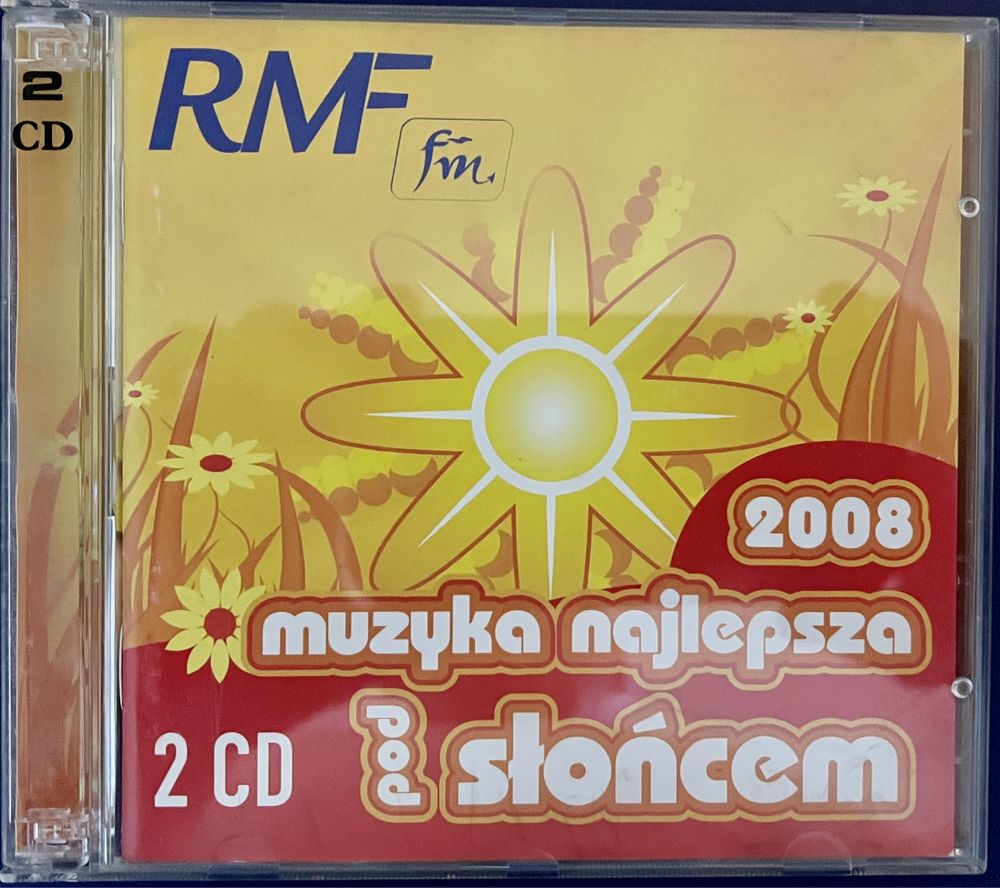 2
CD
RMF
fm
2008
muzyka najlepsza
pod słońcem
2 CD